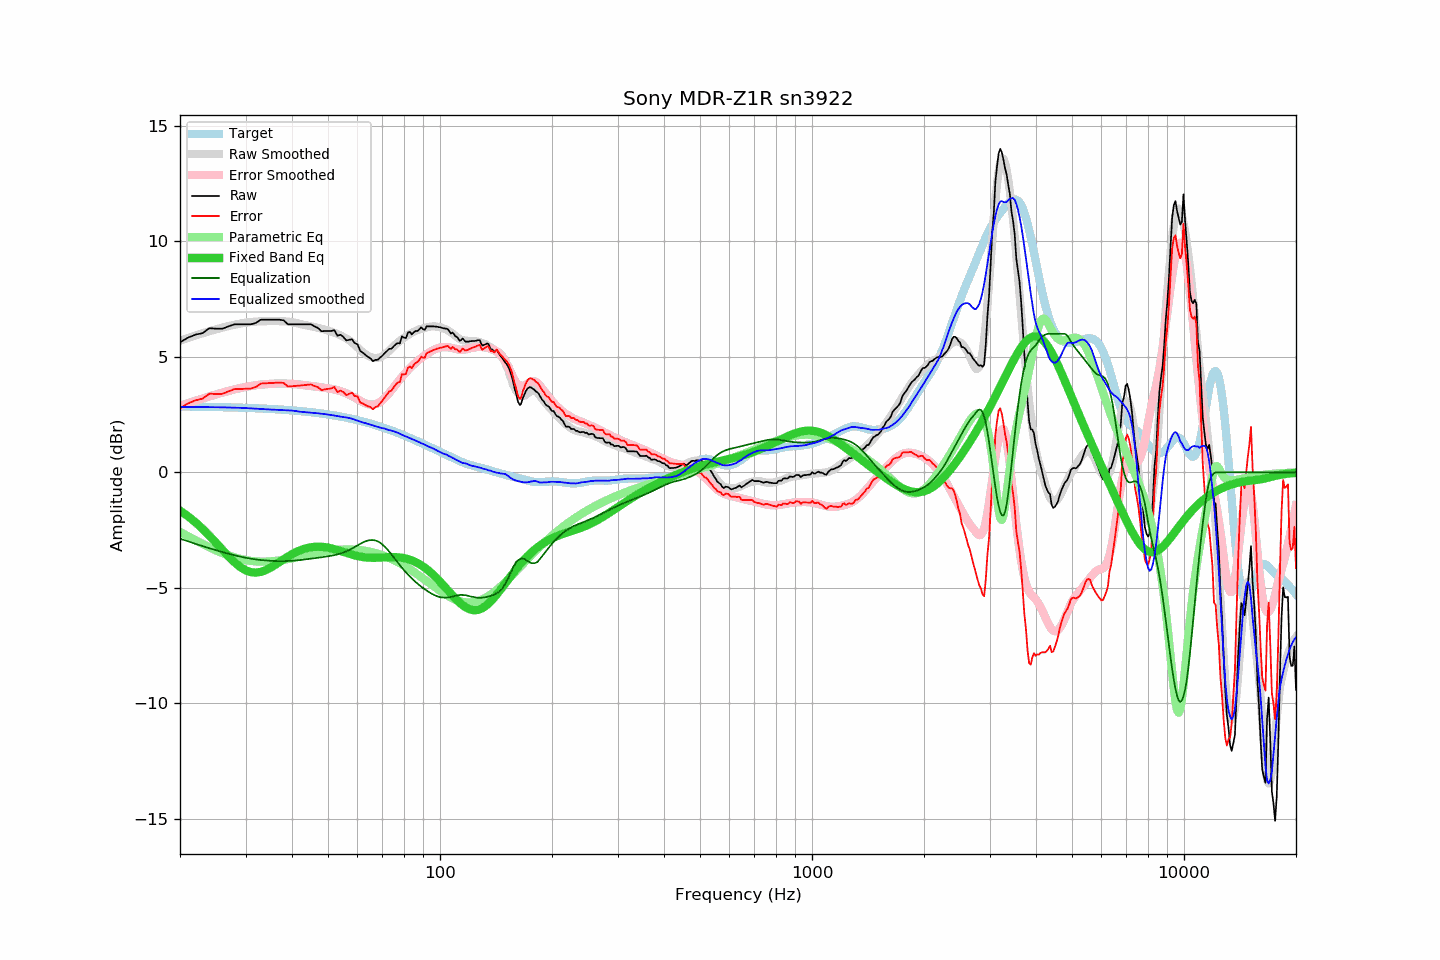 Sony MDR-Z1R sn3922
15
10
5
0
−5
−10
−15
Amplitude (dBr)
Target
Raw Smoothed
Error Smoothed
Raw
Error
Parametric Eq
Fixed Band Eq
Equalization
Equalized smoothed
100
1000
10000
Frequency (Hz)